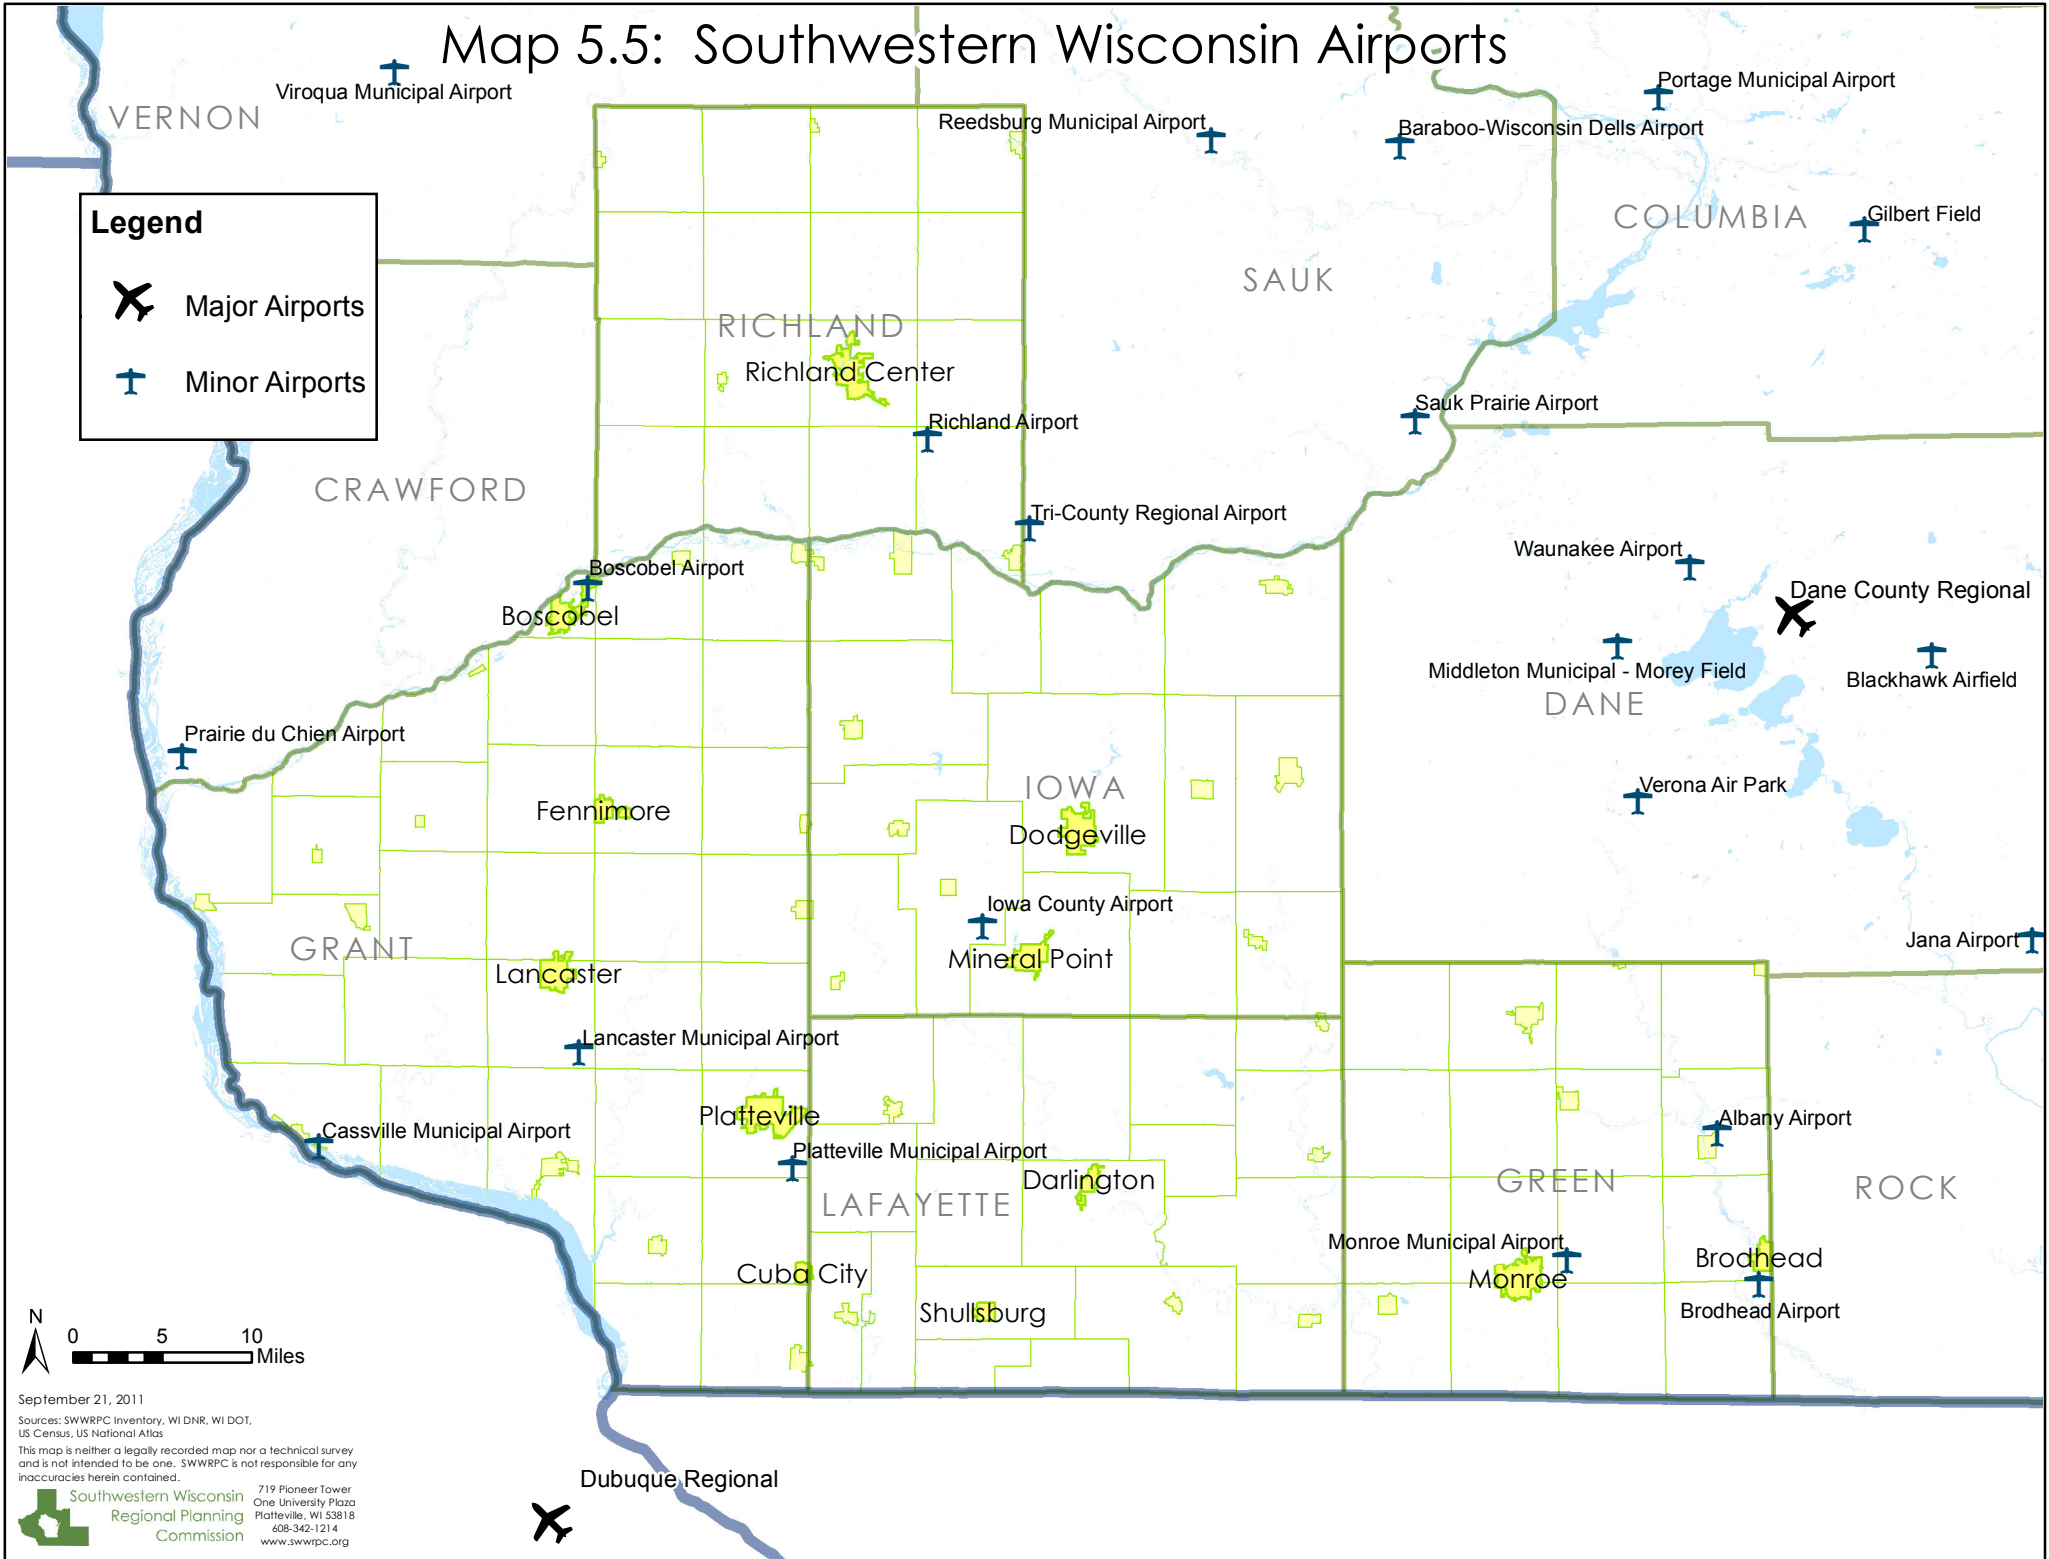 Map 5.5: Southwestern Wisconsin Airports
Viroqua Municipal Airport
VERNON
Portage Municipal Airport
Reedsburg Municipal Airport
Baraboo-Wisconsin Dells Airport
COLUMBIA
Gilbert Field
Legend
Major Airports
Minor Airports
SAUK
RICHLAND
Richland Center
Richland Airport
Sauk Prairie Airport
CRAWFORD
Tri-County Regional Airport
Waunakee Airport
Boscobel Airport
Boscobel
Dane County Regional
Middleton Municipal - Morey Field
Blackhawk Airfield
DANE
Prairie du Chien Airport
IOWA
Verona Air Park
Fennimore
Dodgeville
Iowa County Airport
GRANT
Mineral Point
Jana Airport
Lancaster
Lancaster Municipal Airport
Platteville
Cassville Municipal Airport
Platteville Municipal Airport
Albany Airport
Darlington
LAFAYETTE
GREEN
ROCK
Monroe Municipal Airport
Monroe
Brodhead
Brodhead Airport
Cuba City
Shullsburg
N
0 5 10
Miles
September 21, 2011
Sources: SWWRPC Inventory, WI DNR, WI DOT,
US Census, US National Atlas
This map is neither a legally recorded map nor a technical survey
and is not intended to be one. SWWRPC is not responsible for any
inaccuracies herein contained.
Southwestern Wisconsin
Regional Planning
Commission
719 Pioneer Tower
One University Plaza
Platteville, WI 53818
608-342-1214
www.swwrpc.org
Dubuque Regional